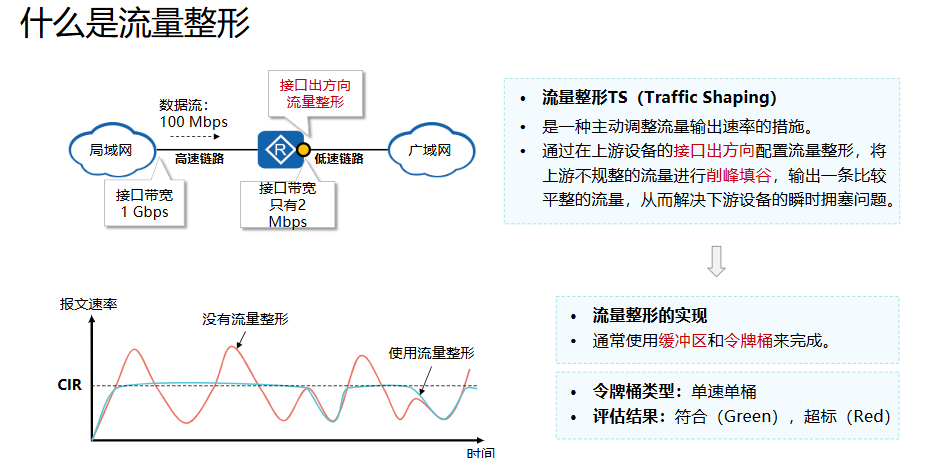 什么是流量整形
接口出方向
流量整形
数据流：
100 Mbps
局域网
高速链路
R
低速链路
广域网
接口带宽
1 Gbps
接口带宽
只有2
Mbps
• 流量整形TS（Traffic Shaping）
• 是一种主动调整流量输出速率的措施。
• 通过在上游设备的接口出方向配置流量整形，将
上游不规整的流量进行削峰填谷，输出一条比较
平整的流量，从而解决下游设备的瞬时拥塞问题。
报文速率
没有流量整形
使用流量整形
CIR
时间
• 流量整形的实现
• 通常使用缓冲区和令牌桶来完成。
• 令牌桶类型：单速单桶
• 评估结果：符合（Green），超标（Red）